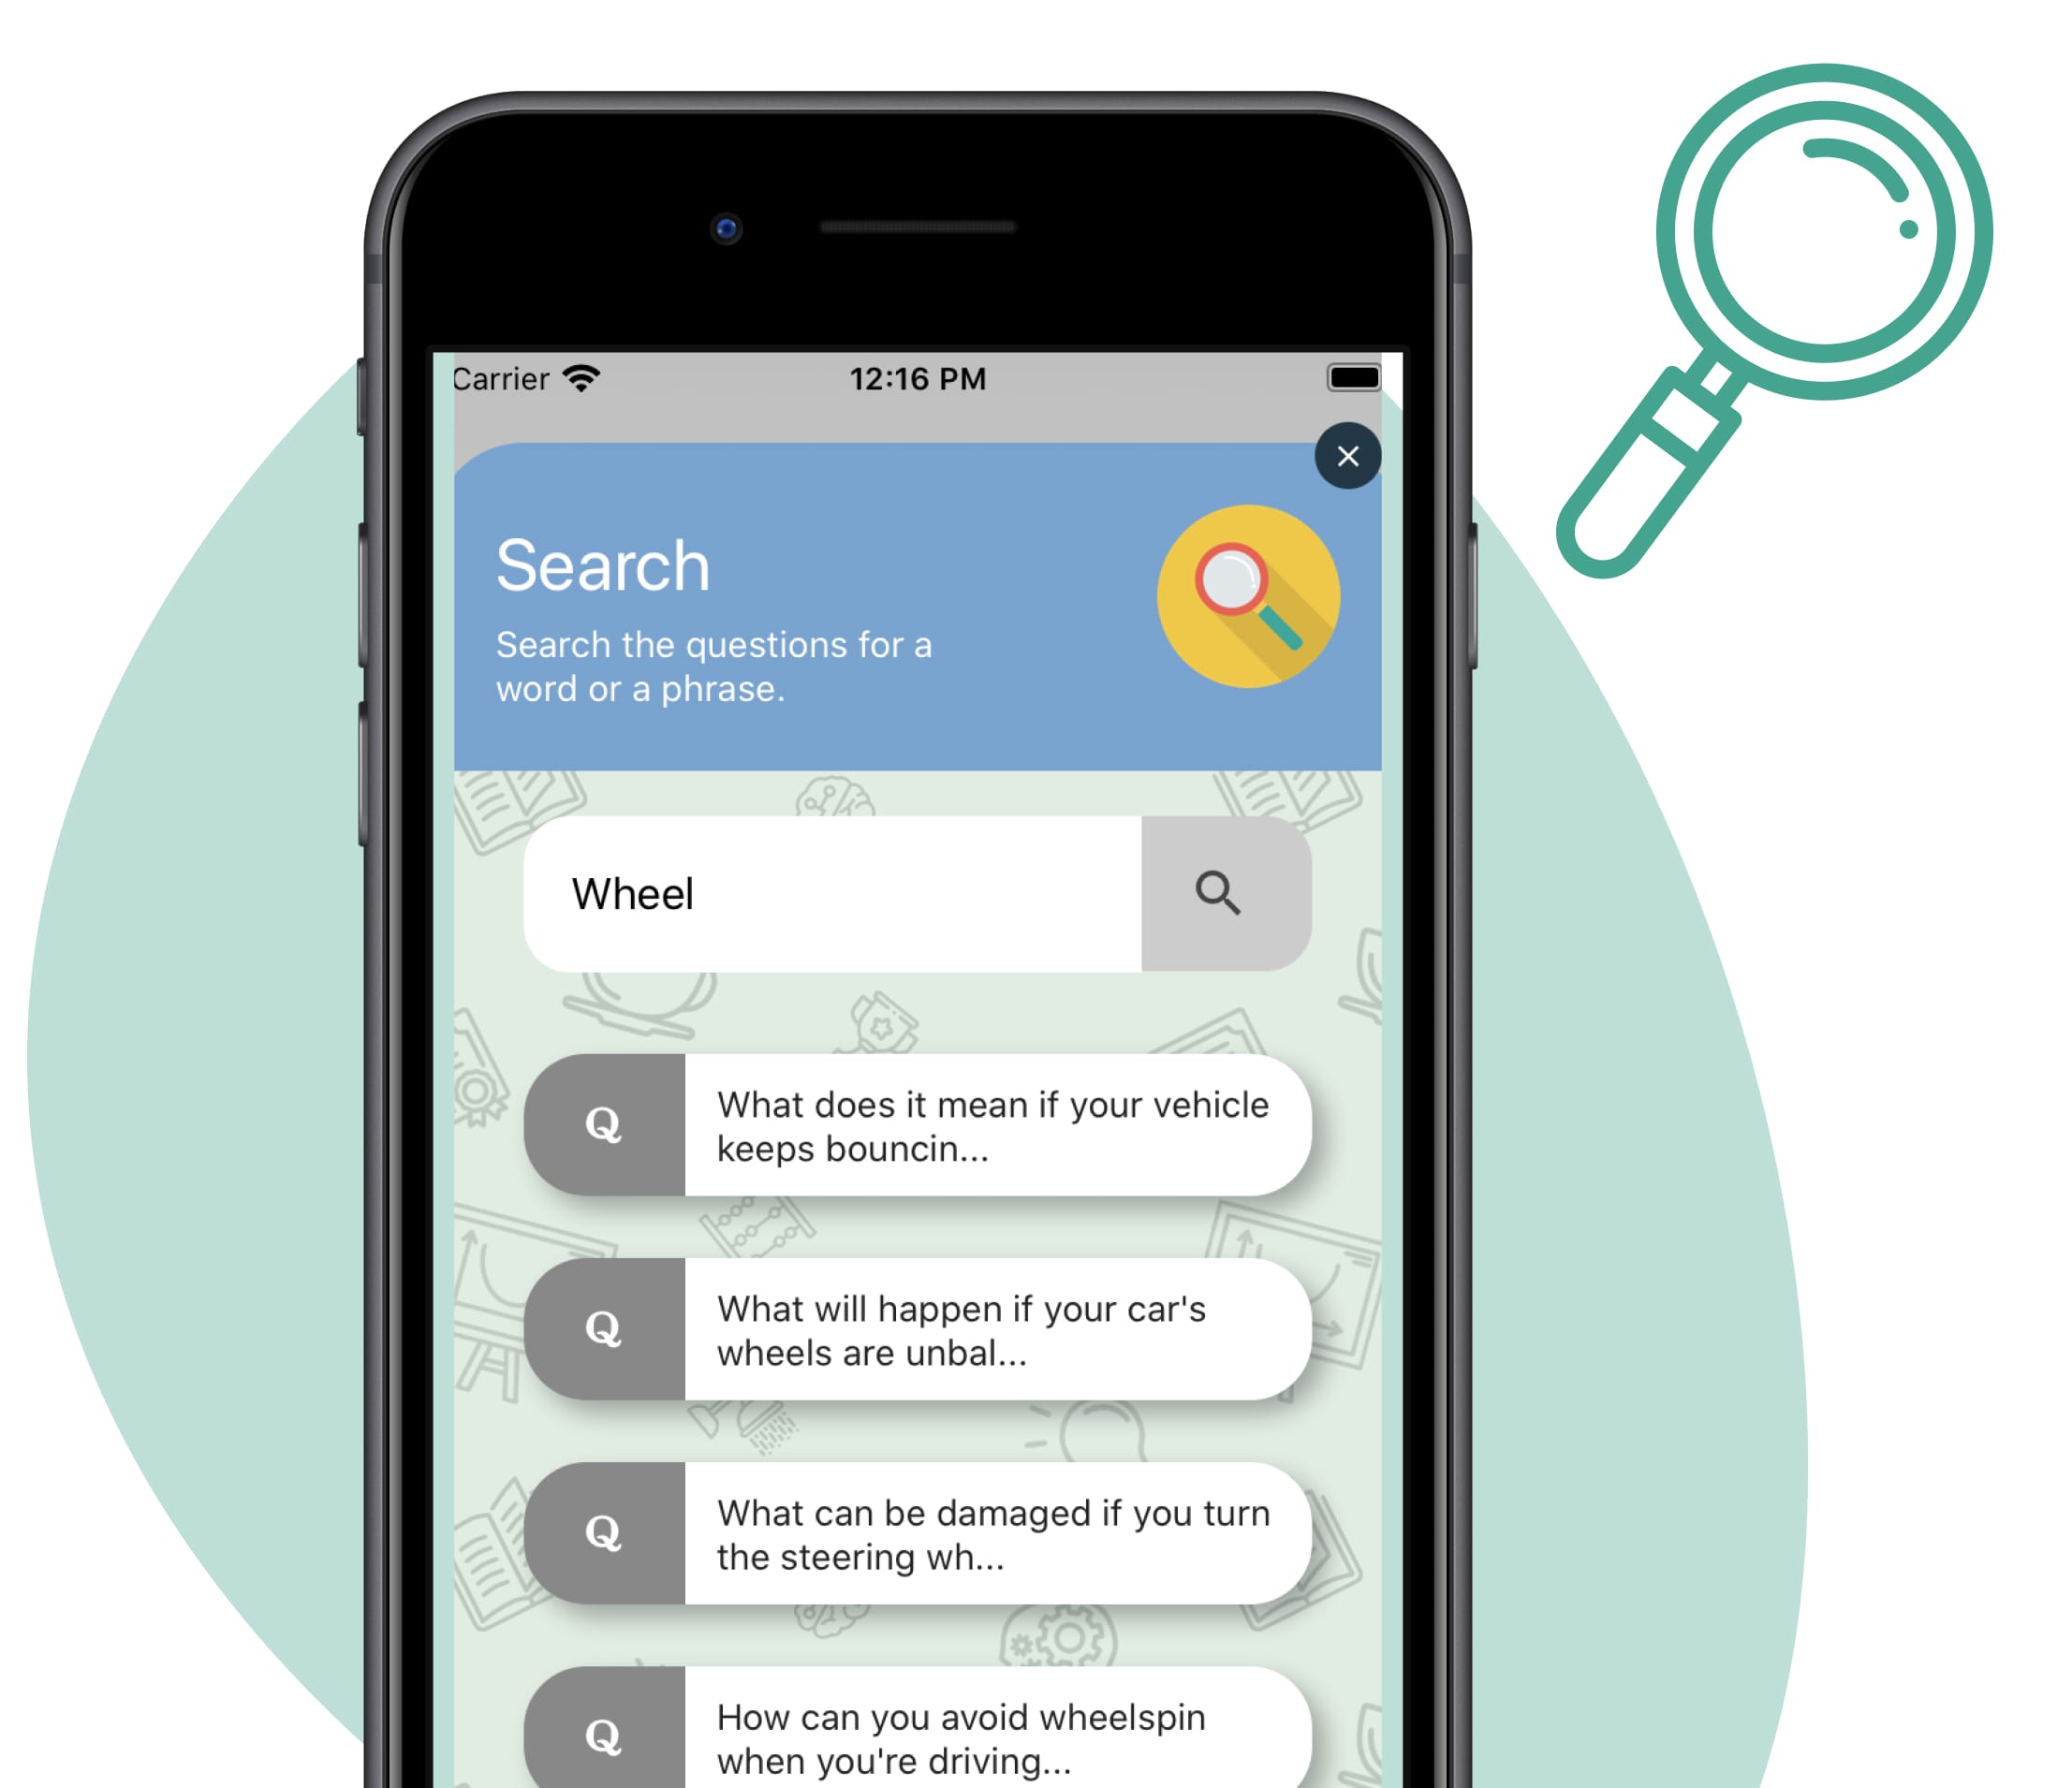 Carrier 12:16 PM
Search
Search the questions for a
word or a phrase.
Wheel
Q What does it mean if your vehicle
keeps bouncin...
Q What will happen if your car's
wheels are unbal...
Q What can be damaged if you turn
the steering wh...
Q How can you avoid wheelspin
when you're driving...